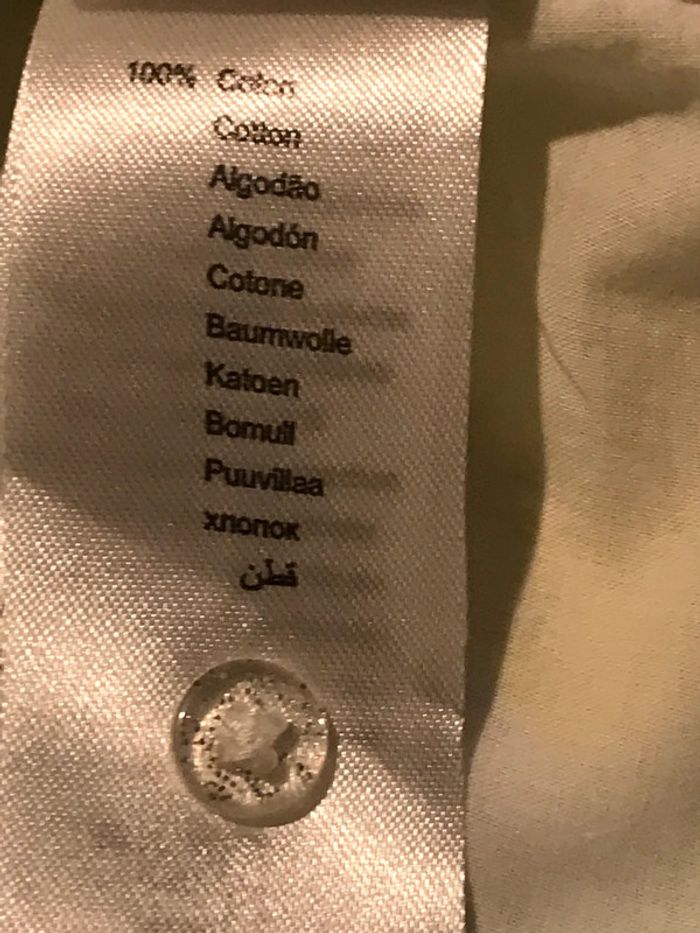 100% Coton
Cotton
Algodão
Algodón
Cotone
Baumwolle
Katoen
Bomull
Puuvillaa
хлопок
قطن